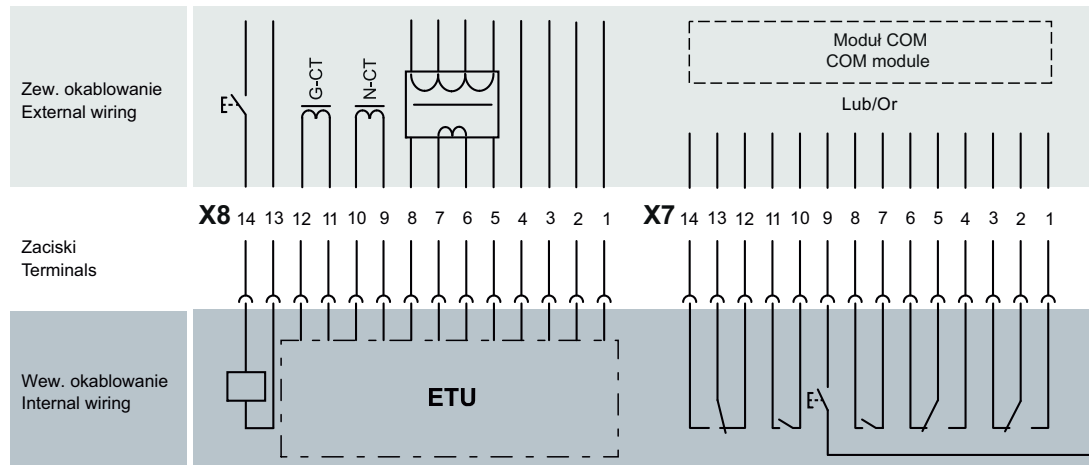 Zew. okablowanie
External wiring
G-CT
N-CT
Moduł COM
COM module
Lub/Or
Zaciski
Terminals
X8 14 13 12 11 10 9 8 7 6 5 4 3 2 1
X7 14 13 12 11 10 9 8 7 6 5 4 3 2 1
Wew. okablowanie
Internal wiring
ETU